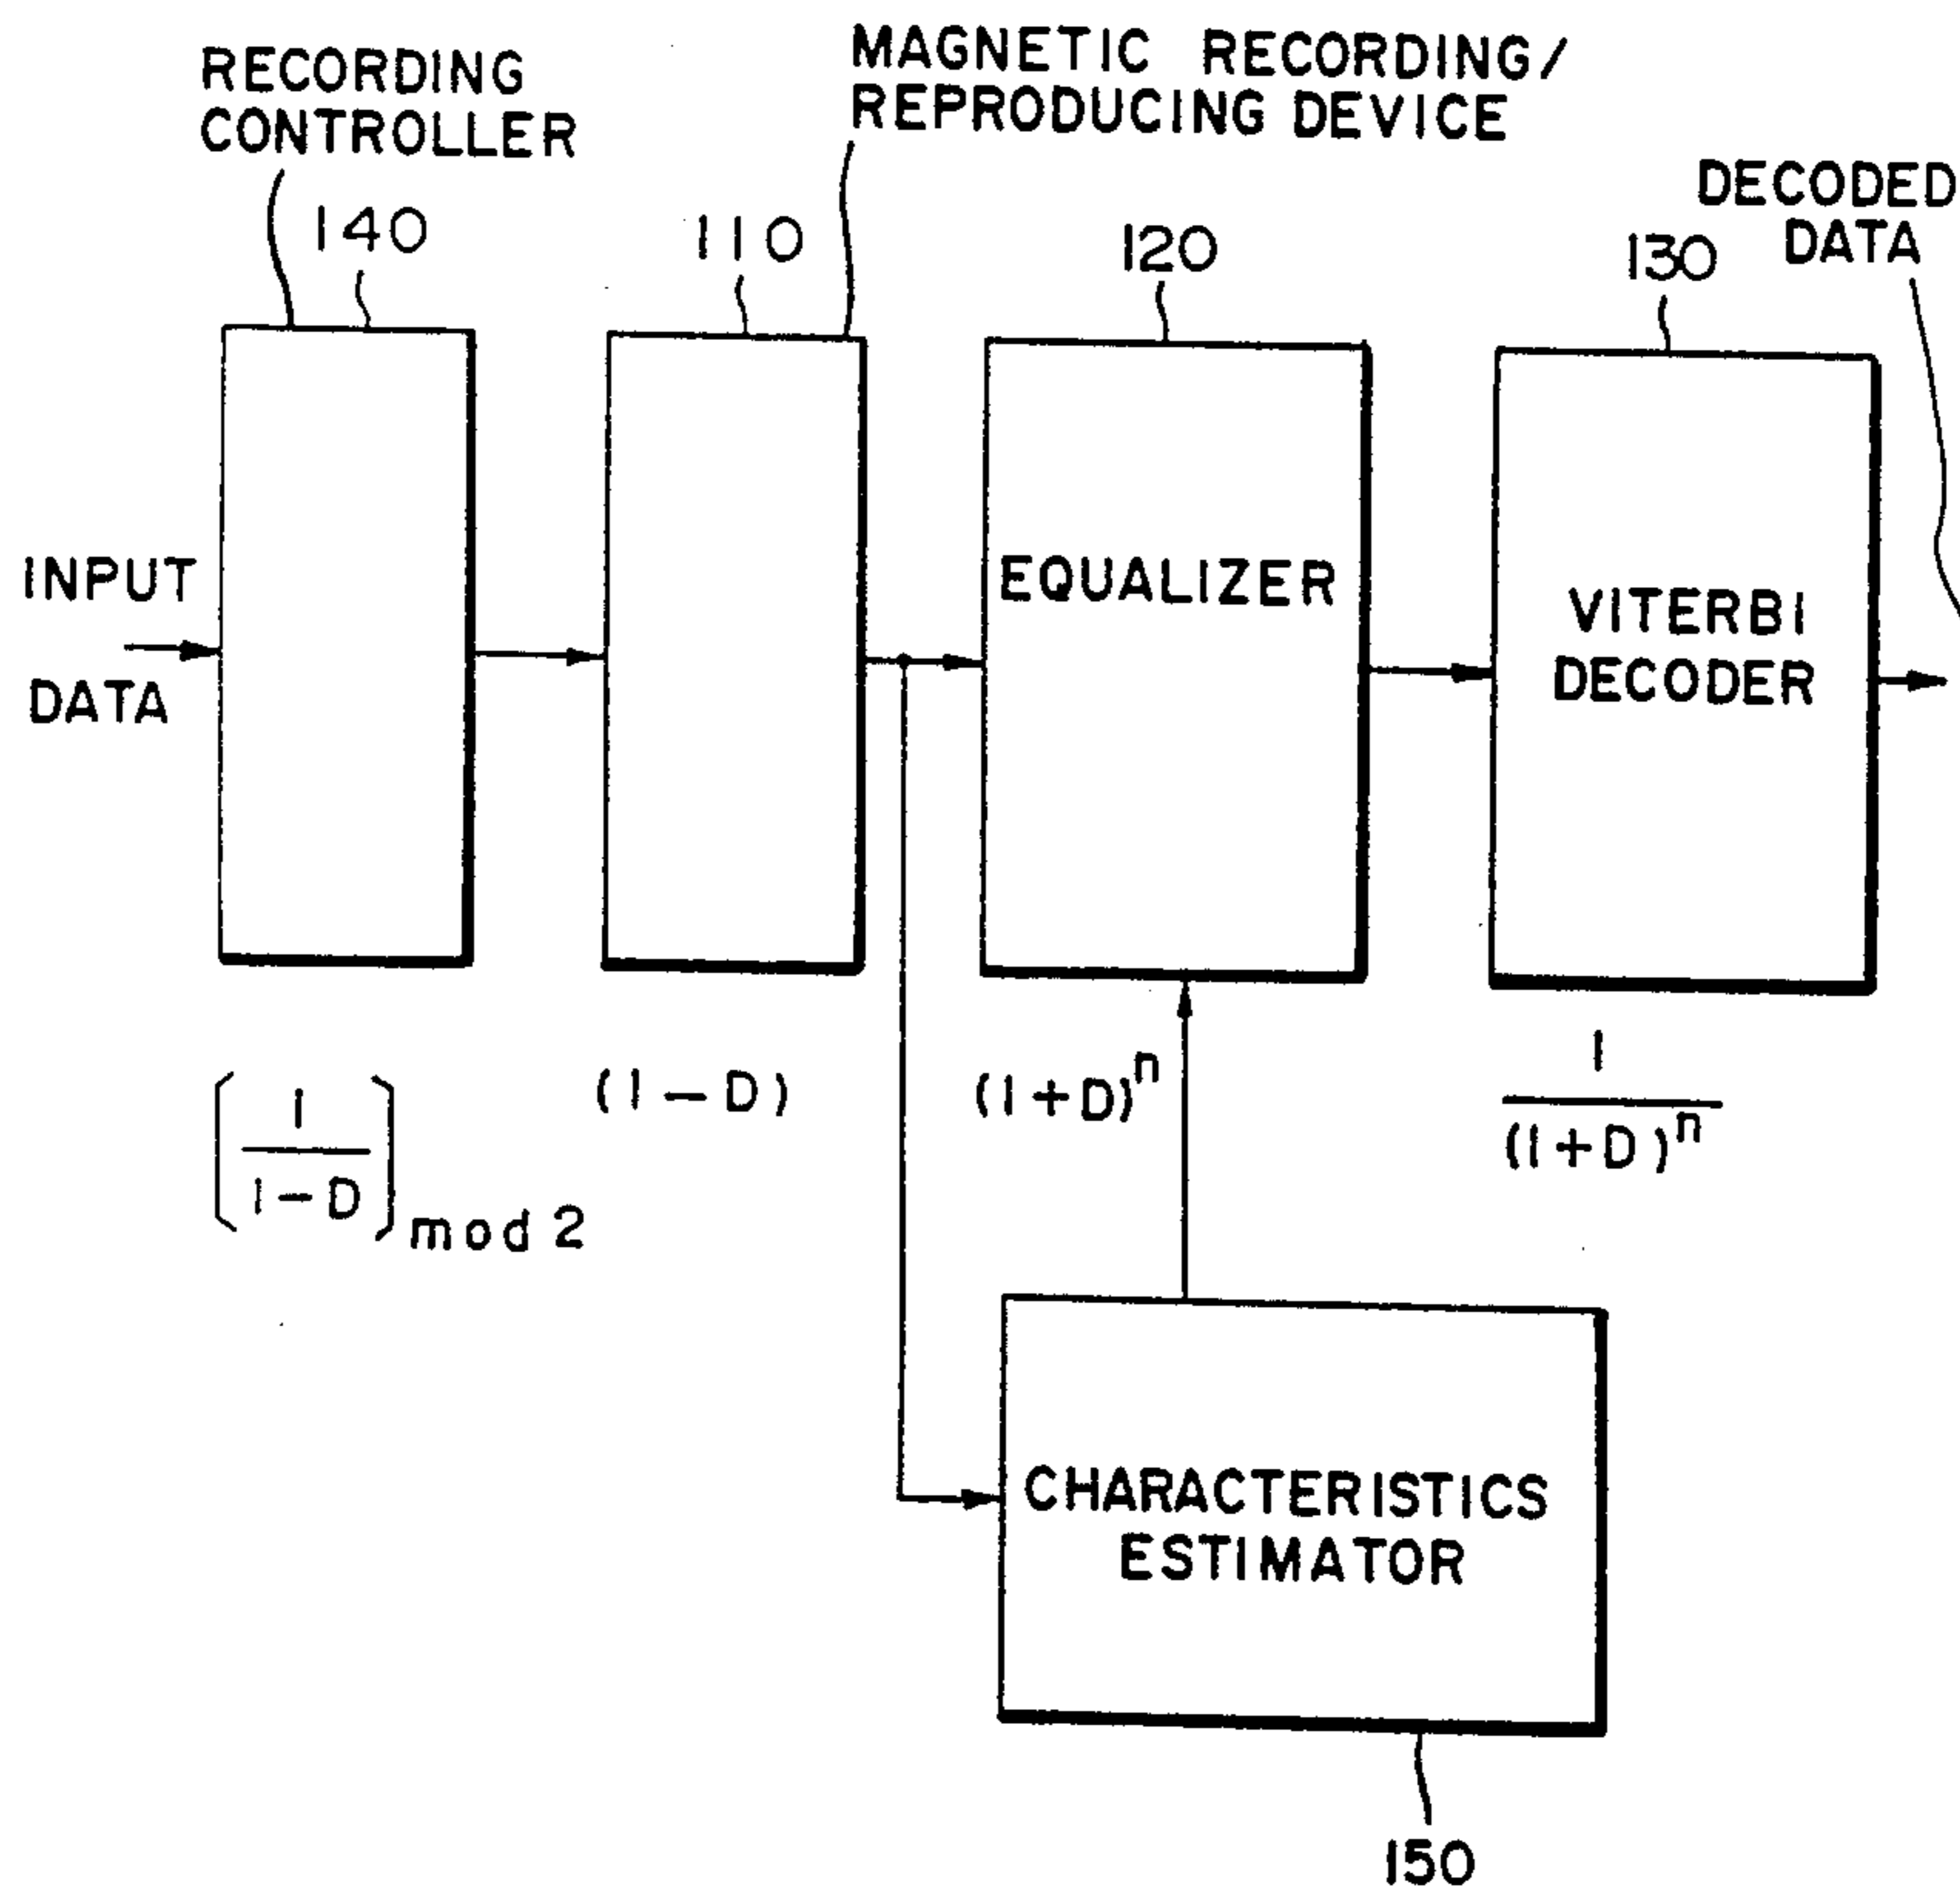 RECORDING
CONTROLLER
140
MAGNETIC RECORDING/
REPRODUCING DEVICE
110
120
130
DECODED
DATA
INPUT
DATA
EQUALIZER
VITERBI
DECODER
[1/(1-D)] mod 2
(1-D)
(1+D)^n
1/(1+D)^n
CHARACTERISTICS
ESTIMATOR
150